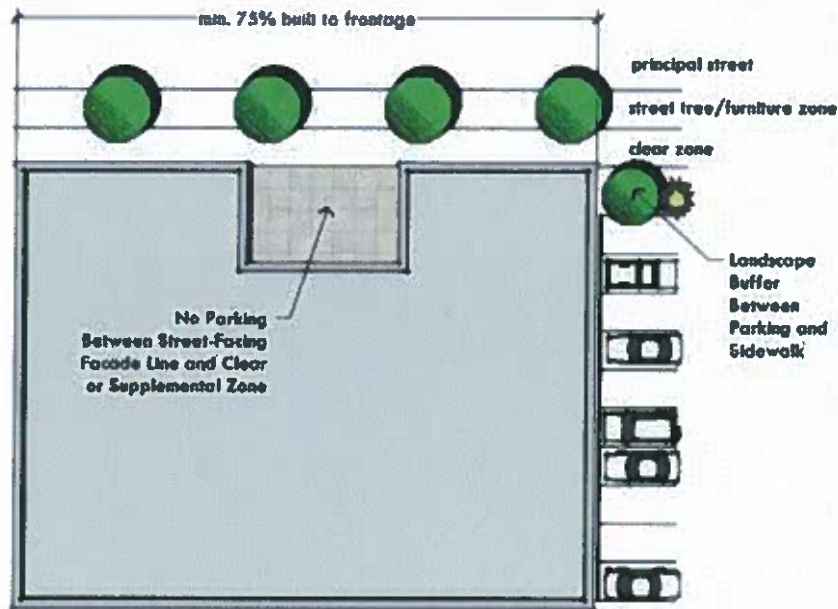 min. 75% built to frontage
principal street
street tree/furniture zone
clear zone
Landscape
Buffer
Between
Parking and
Sidewalk
No Parking
Between Street-Facing
Facade Line and Clear
or Supplemental Zone